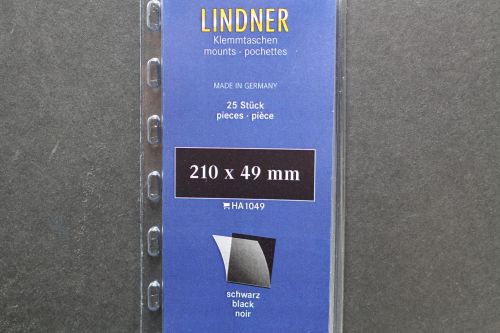 LINDNER
Klemmtaschen
mounts - pochettes
MADE IN GERMANY
25 Stück
pieces - pièce
210 x 49 mm
HA1049
schwarz
black
noir